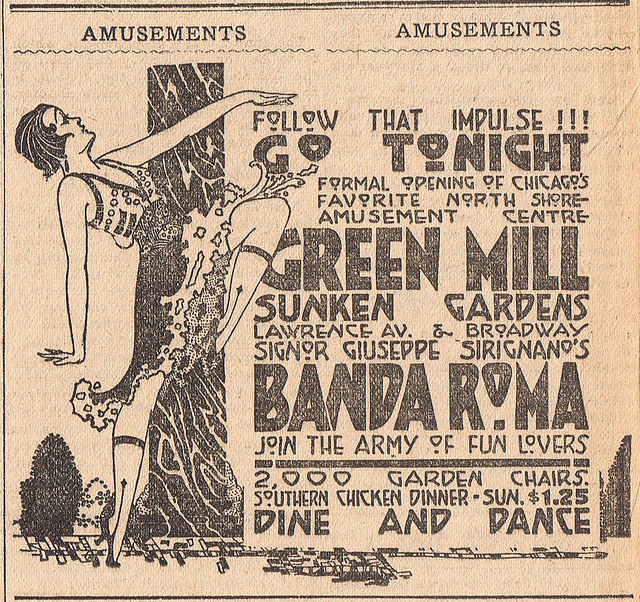 AMUSEMENTS
AMUSEMENTS
FOLLOW THAT IMPULSE !!!
GO TONIGHT
FORMAL OPENING OF CHICAGO'S
FAVORITE NORTH SHORE-
AMUSEMENT CENTRE
GREEN MILL
SUNKEN GARDENS
LAWRENCE AV. & BROADWAY
SIGNOR GIUSEPPE SIRIGNANO'S
BANDA ROMA
JOIN THE ARMY OF FUN LOVERS
2,000 GARDEN CHAIRS.
SOUTHERN CHICKEN DINNER - SUN. $1.25
DINE AND DANCE